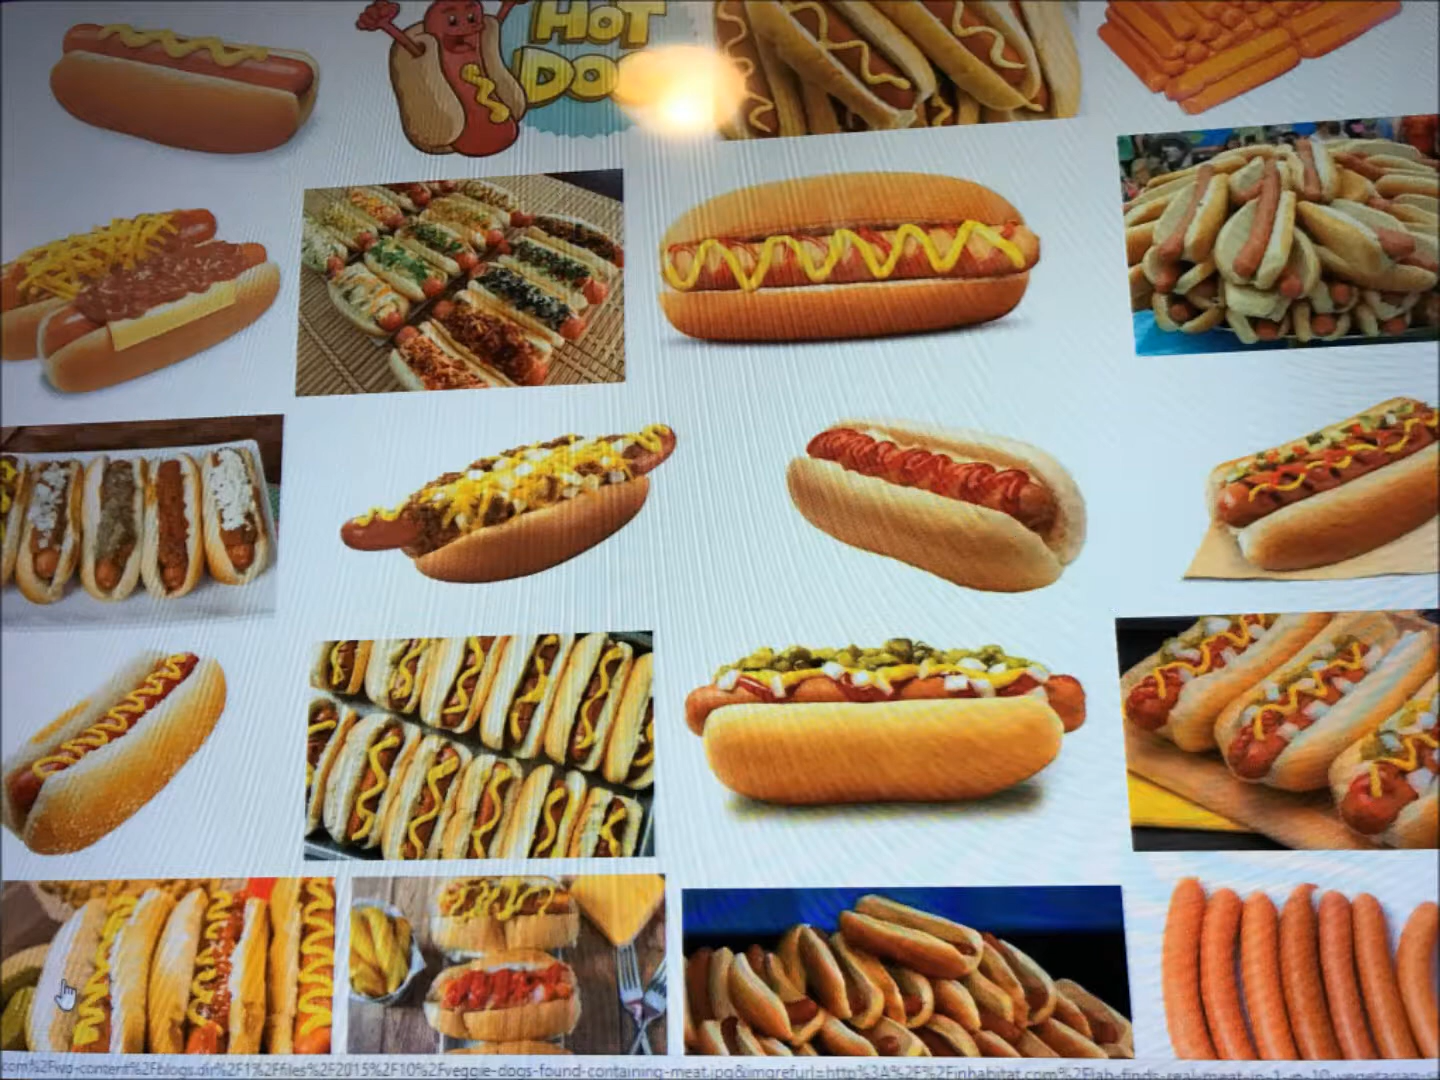 HOT
DO
com%2Fwp-content%2Fblogs.dir%2F1%2Ffiles%2F2015%2F10%2Fveggie-dogs-found-containing-meat.jpg&imgrefurl=http%3A%2F%2Finhabitat.com%2Flab-finds-real-meat-in-1-in-10-vegetarian-